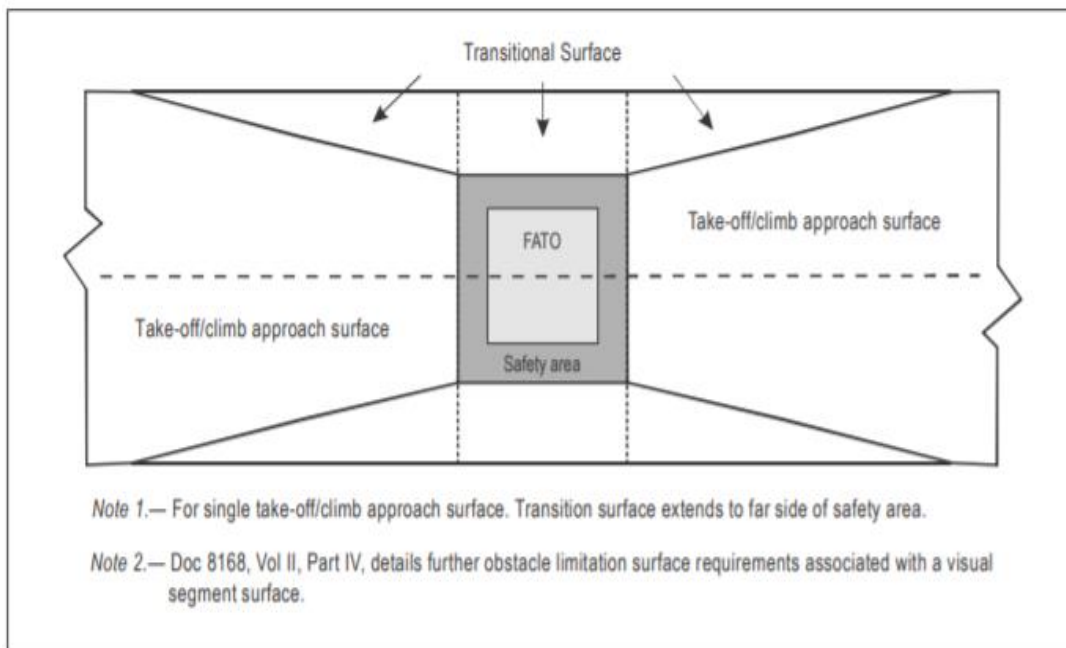 Transitional Surface
Take-off/climb approach surface
FATO
Take-off/climb approach surface
Safety area
Note 1.— For single take-off/climb approach surface. Transition surface extends to far side of safety area.
Note 2.— Doc 8168, Vol II, Part IV, details further obstacle limitation surface requirements associated with a visual
segment surface.